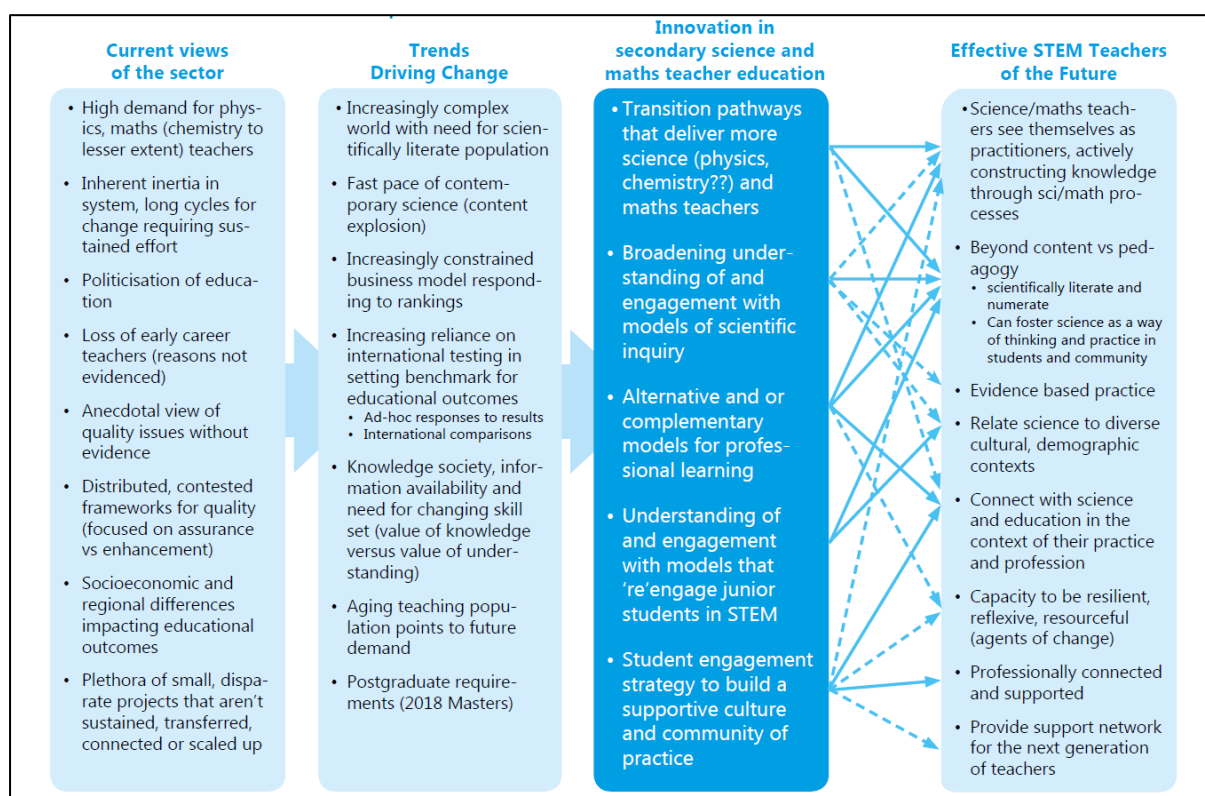 Current views
of the sector
• High demand for phys-
ics, maths (chemistry to
lesser extent) teachers
• Inherent inertia in
system, long cycles for
change requiring sus-
tained effort
• Politicisation of educa-
tion
• Loss of early career
teachers (reasons not
evidenced)
• Anecdotal view of
quality issues without
evidence
• Distributed, contested
frameworks for quality
(focused on assurance
vs enhancement)
• Socioeconomic and
regional differences
impacting educational
outcomes
• Plethora of small, dispa-
rate projects that aren't
sustained, transferred,
connected or scaled up
Trends
Driving Change
• Increasingly complex
world with need for scien-
tifically literate population
• Fast pace of contem-
porary science (content
explosion)
• Increasingly constrained
business model respond-
ing to rankings
• Increasing reliance on
international testing in
setting benchmark for
educational outcomes
• Ad-hoc responses to results
• International comparisons
• Knowledge society, infor-
mation availability and
need for changing skill
set (value of knowledge
versus value of under-
standing)
• Aging teaching popu-
lation points to future
demand
• Postgraduate require-
ments (2018 Masters)
Innovation in
secondary science and
maths teacher education
• Transition pathways
that deliver more
science (physics,
chemistry??) and
maths teachers
• Broadening under-
standing of and
engagement with
models of scientific
inquiry
• Alternative and or
complementary
models for profes-
sional learning
• Understanding of
and engagement
with models that
‘re’engage junior
students in STEM
• Student engagement
strategy to build a
supportive culture
and community of
practice
Effective STEM Teachers
of the Future
• Science/maths teach-
ers see themselves as
practitioners, actively
constructing knowledge
through sci/math pro-
cesses
• Beyond content vs ped-
agogy
• scientifically literate and
numerate
• Can foster science as a way
of thinking and practice in
students and community
• Evidence based practice
• Relate science to diverse
cultural, demographic
contexts
• Connect with science
and education in the
context of their practice
and profession
• Capacity to be resilient,
reflexive, resourceful
(agents of change)
• Professionally connected
and supported
• Provide support network
for the next generation
of teachers